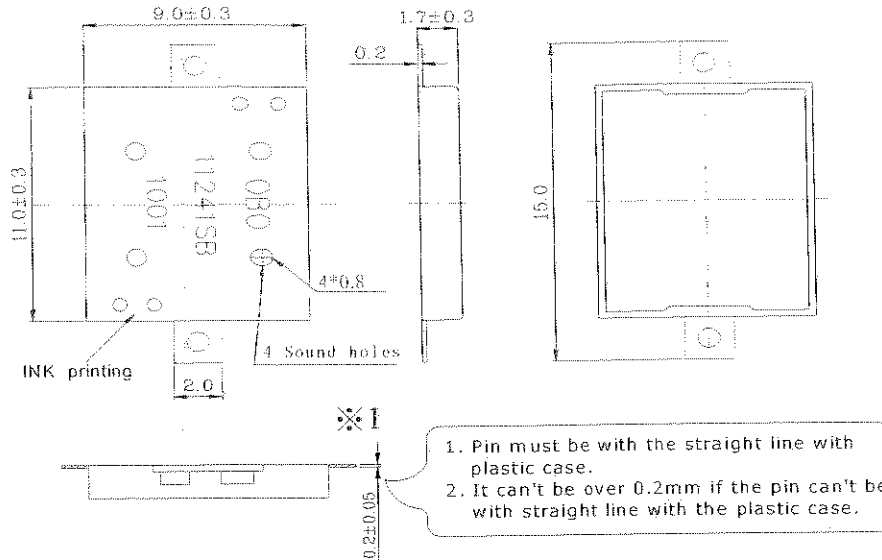 9.0±0.3
1.7±0.3
0.2
11.0±0.3
1001
11241SB
OBO
15.0
4*0.8
4 Sound holes
INK printing
2.0
※1
0.2±0.05
1. Pin must be with the straight line with
plastic case.
2. It can't be over 0.2mm if the pin can't be
with straight line with the plastic case.